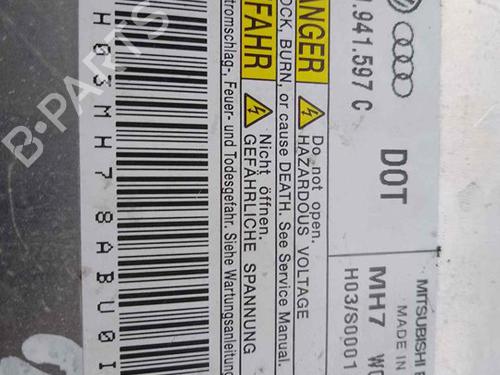 .941.597 C
DOT
MITSUBISHI
MADE IN
MH7
H03/S0001
ANGER
OCK, BURN, or cause DEATH. See Service Manual.
Do not open.
HAZARDOUS VOLTAGE
FAHR
Nicht öffnen.
GEFÄHRLICHE SPANNUNG
tromschlag-, Feuer- und Todesgefahr. Siehe Wartungsanleitung
H03MH78ABU0I
B-PARTS